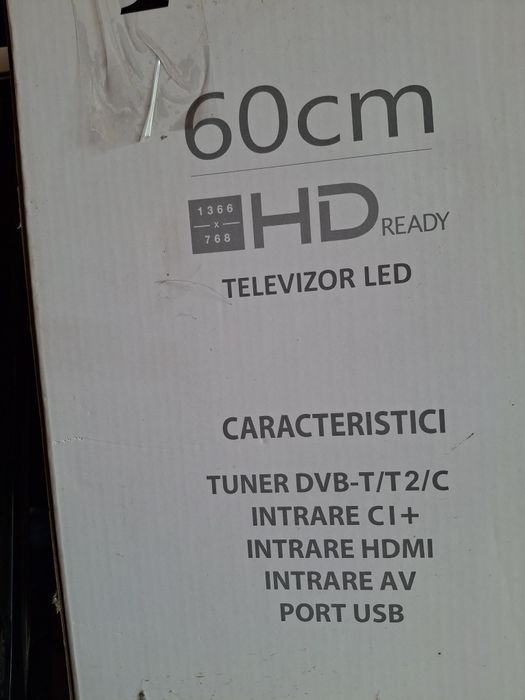 60cm
1366
x
768
HD READY
TELEVIZOR LED
CARACTERISTICI
TUNER DVB-T/T2/C
INTRARE CI+
INTRARE HDMI
INTRARE AV
PORT USB